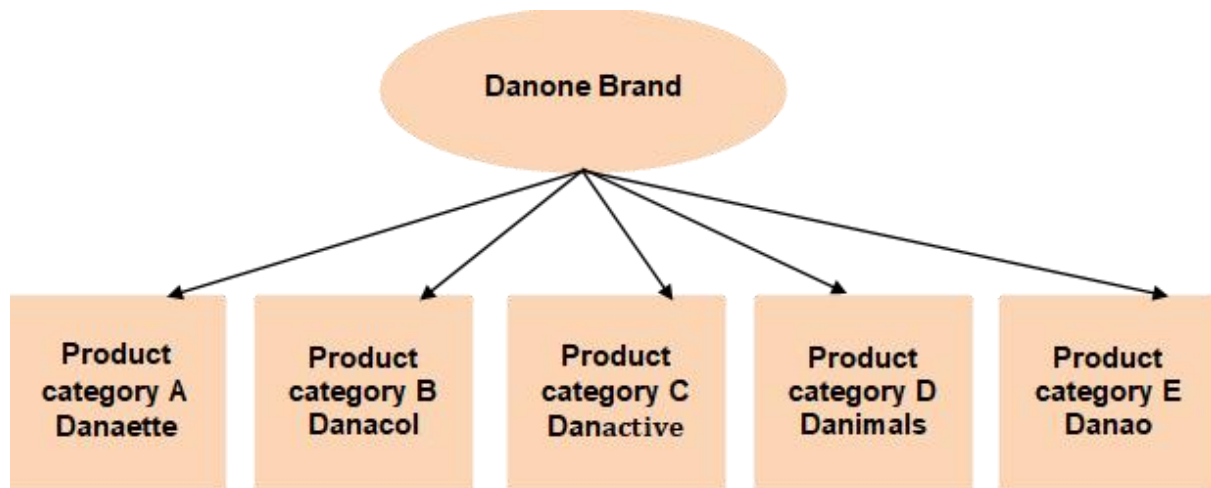 Danone Brand
Product
category A
Danaette
Product
category B
Danacol
Product
category C
Danactive
Product
category D
Danimals
Product
category E
Danao